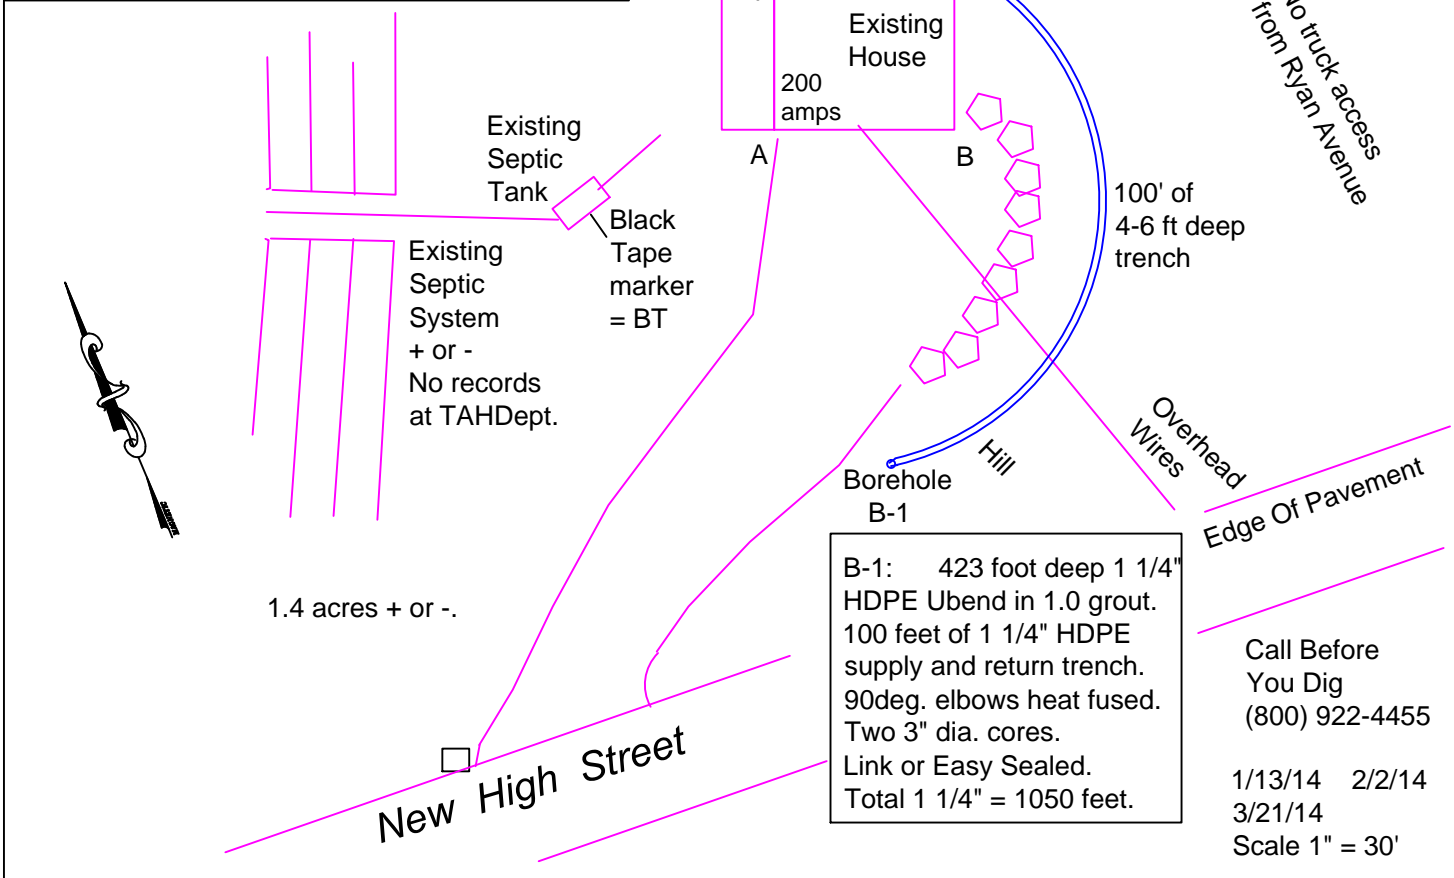 Existing
House
200
amps
No truck access
from Ryan Avenue
Existing
Septic
Tank
A
B
100' of
4-6 ft deep
trench
Black
Tape
marker
= BT
Existing
Septic
System
+ or -
No records
at TAHDept.
Overhead
Wires
Hill
Borehole
B-1
Edge Of Pavement
B-1: 423 foot deep 1 1/4"
HDPE Ubend in 1.0 grout.
100 feet of 1 1/4" HDPE
supply and return trench.
90deg. elbows heat fused.
Two 3" dia. cores.
Link or Easy Sealed.
Total 1 1/4" = 1050 feet.
1.4 acres + or -.
New High Street
Call Before
You Dig
(800) 922-4455
1/13/14 2/2/14
3/21/14
Scale 1" = 30'